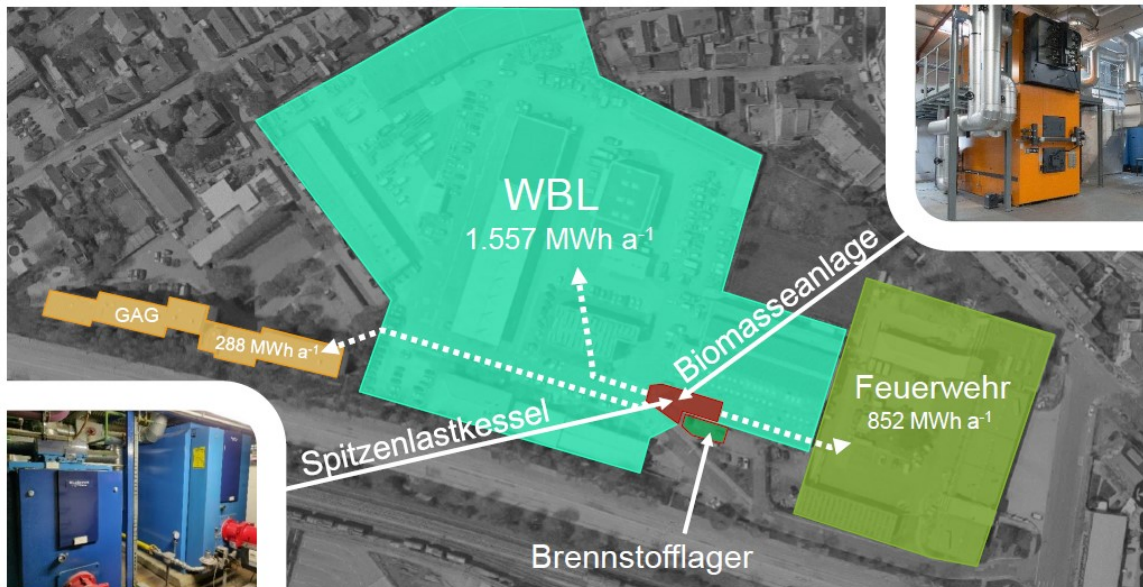 WBL
1.557 MWh a⁻¹
Biomasseanlage
GAG
288 MWh a⁻¹
Feuerwehr
852 MWh a⁻¹
Spitzenlastkessel
Brennstofflager